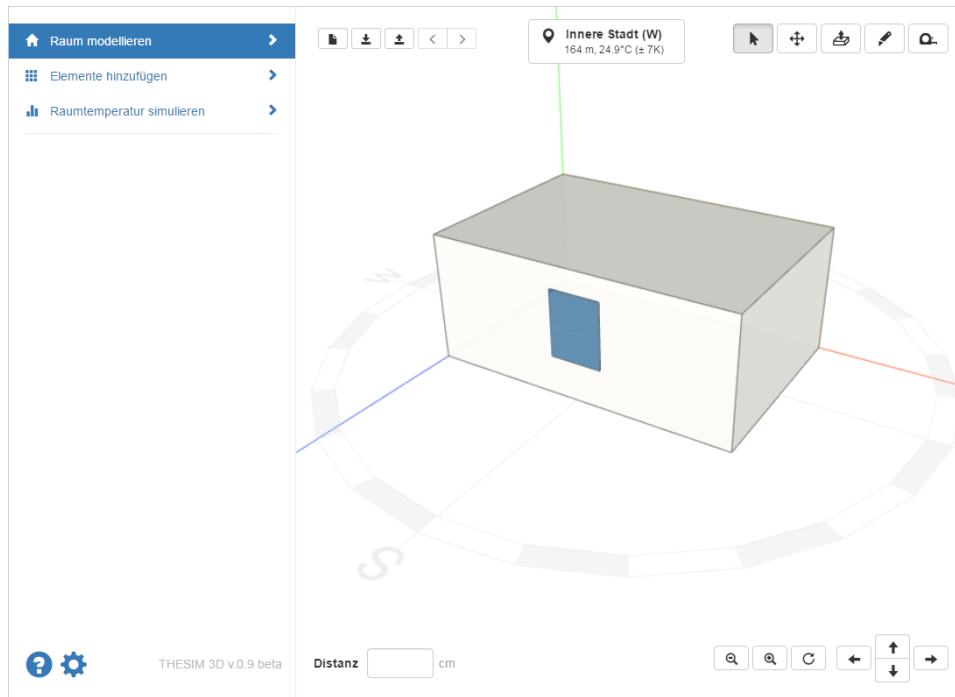 Raum modellieren
Elemente hinzufügen
Raumtemperatur simulieren
Innere Stadt (W)
164 m, 24.9°C (± 7K)
W
S
THESIM 3D v.0.9 beta
Distanz cm